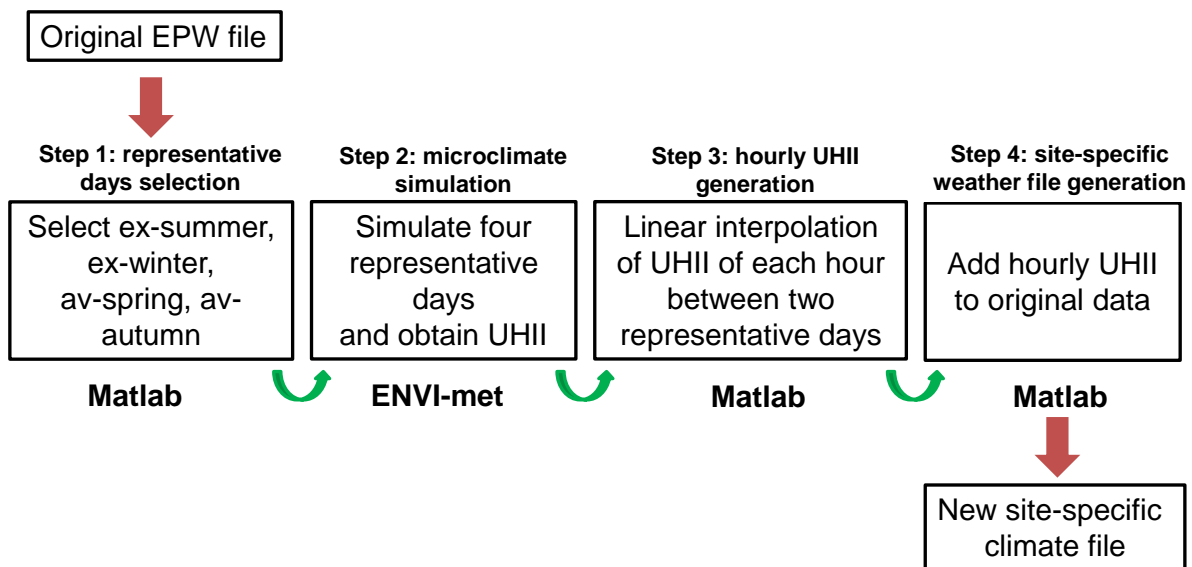 Original EPW file
Step 1: representative
days selection
Select ex-summer,
ex-winter,
av-spring, av-
autumn
Matlab
Step 2: microclimate
simulation
Simulate four
representative
days
and obtain UHII
ENVI-met
Step 3: hourly UHII
generation
Linear interpolation
of UHII of each hour
between two
representative days
Matlab
Step 4: site-specific
weather file generation
Add hourly UHII
to original data
Matlab
New site-specific
climate file